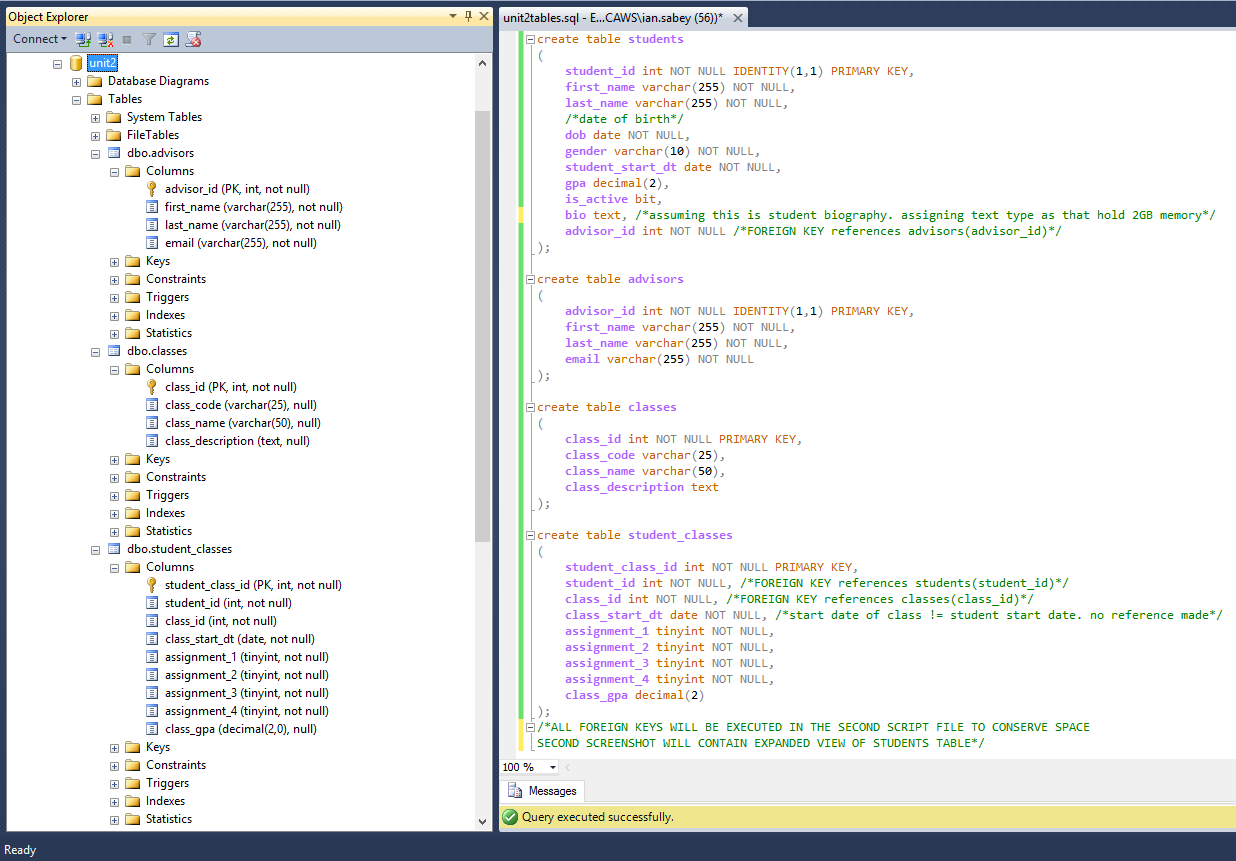 Object Explorer
Connect
unit2
Database Diagrams
Tables
System Tables
FileTables
dbo.advisors
Columns
advisor_id (PK, int, not null)
first_name (varchar(255), not null)
last_name (varchar(255), not null)
email (varchar(255), not null)
Keys
Constraints
Triggers
Indexes
Statistics
dbo.classes
Columns
class_id (PK, int, not null)
class_code (varchar(25), null)
class_name (varchar(50), null)
class_description (text, null)
Keys
Constraints
Triggers
Indexes
Statistics
dbo.student_classes
Columns
student_class_id (PK, int, not null)
student_id (int, not null)
class_id (int, not null)
class_start_dt (date, not null)
assignment_1 (tinyint, not null)
assignment_2 (tinyint, not null)
assignment_3 (tinyint, not null)
assignment_4 (tinyint, not null)
class_gpa (decimal(2,0), null)
Keys
Constraints
Triggers
Indexes
Statistics
unit2tables.sql - E...CAWS\ian.sabey (56))*
create table students
(
student_id int NOT NULL IDENTITY(1,1) PRIMARY KEY,
first_name varchar(255) NOT NULL,
last_name varchar(255) NOT NULL,
/*date of birth*/
dob date NOT NULL,
gender varchar(10) NOT NULL,
student_start_dt date NOT NULL,
gpa decimal(2),
is_active bit,
bio text, /*assuming this is student biography. assigning text type as that hold 2GB memory*/
advisor_id int NOT NULL /*FOREIGN KEY references advisors(advisor_id)*/
);
create table advisors
(
advisor_id int NOT NULL IDENTITY(1,1) PRIMARY KEY,
first_name varchar(255) NOT NULL,
last_name varchar(255) NOT NULL,
email varchar(255) NOT NULL
);
create table classes
(
class_id int NOT NULL PRIMARY KEY,
class_code varchar(25),
class_name varchar(50),
class_description text
);
create table student_classes
(
student_class_id int NOT NULL PRIMARY KEY,
student_id int NOT NULL, /*FOREIGN KEY references students(student_id)*/
class_id int NOT NULL, /*FOREIGN KEY references classes(class_id)*/
class_start_dt date NOT NULL, /*start date of class != student start date. no reference made*/
assignment_1 tinyint NOT NULL,
assignment_2 tinyint NOT NULL,
assignment_3 tinyint NOT NULL,
assignment_4 tinyint NOT NULL,
class_gpa decimal(2)
);
/*ALL FOREIGN KEYS WILL BE EXECUTED IN THE SECOND SCRIPT FILE TO CONSERVE SPACE
SECOND SCREENSHOT WILL CONTAIN EXPANDED VIEW OF STUDENTS TABLE*/
100 %
Messages
Query executed successfully.
Ready